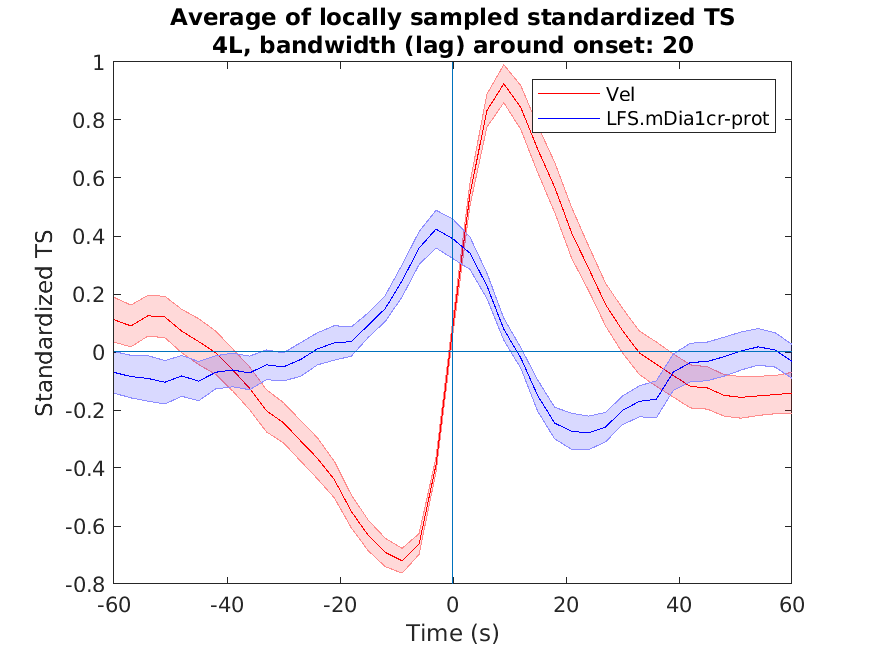 Average of locally sampled standardized TS
4L, bandwidth (lag) around onset: 20
Vel
LFS.mDia1cr-prot
Standardized TS
1
0.8
0.6
0.4
0.2
0
-0.2
-0.4
-0.6
-0.8
-60
-40
-20
0
20
40
60
Time (s)